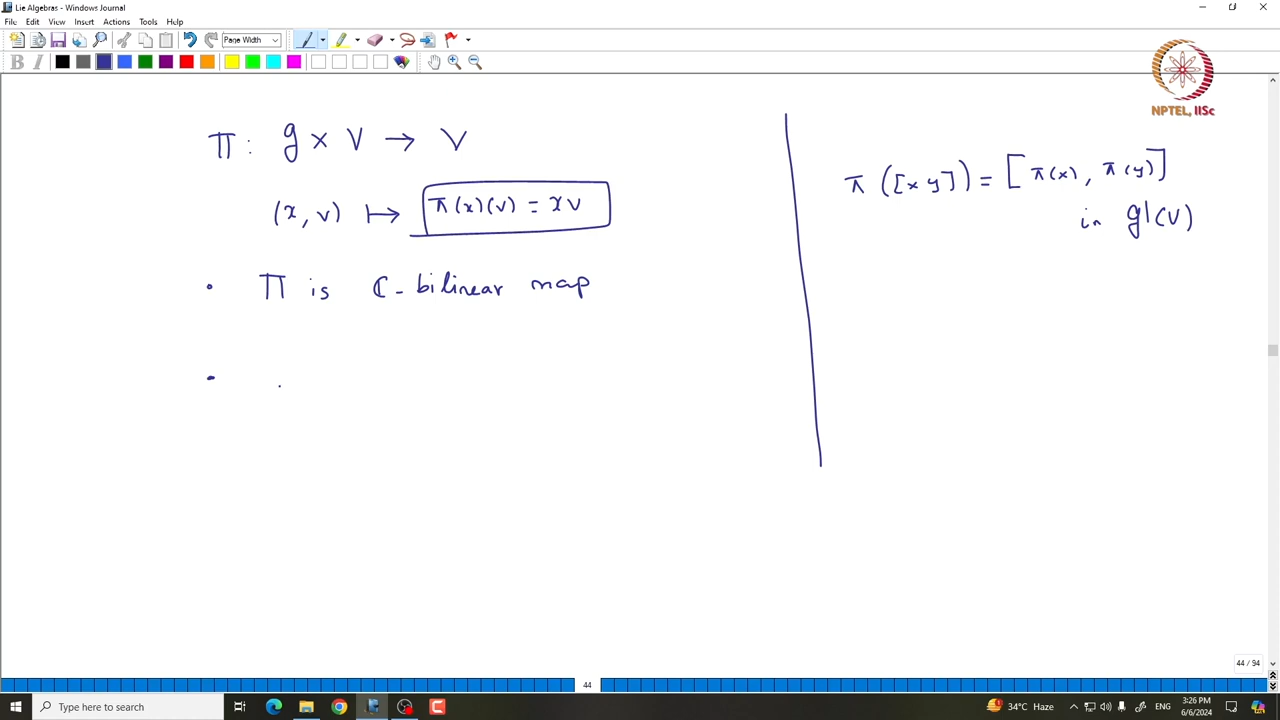 Lie Algebras - Windows Journal
File Edit View Insert Actions Tools Help
Page Width
B I
NPTEL, IISc
π : g × V → V
(x, v) ↦ π(x)(v) = xv
• π is ℂ- bilinear map
•
π ([x y]) = [π(x), π(y)]
in gl(V)
44 / 94
44
Type here to search
34°C Haze
3:26 PM
6/6/2024